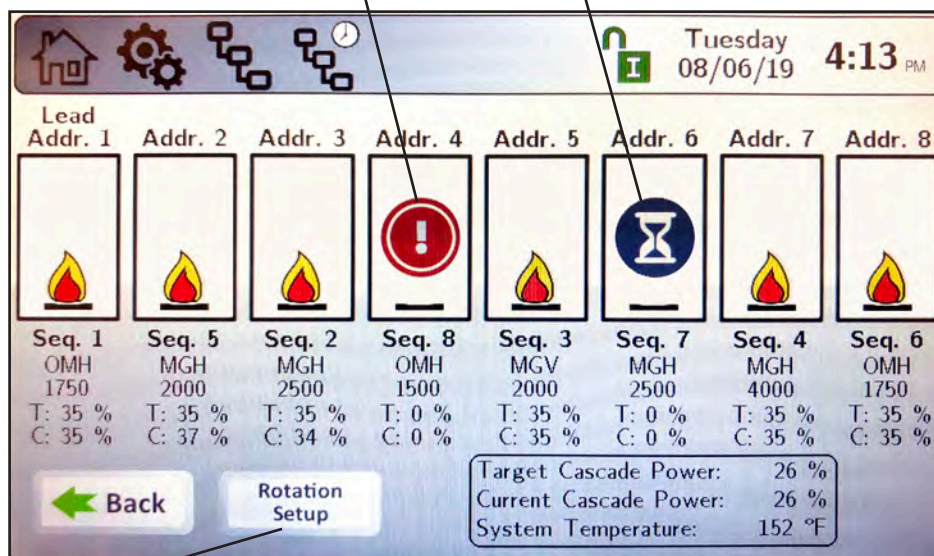 Tuesday
08/06/19
4:13 PM
I
Lead
Addr. 1 Addr. 2 Addr. 3 Addr. 4 Addr. 5 Addr. 6 Addr. 7 Addr. 8
!
Seq. 1 Seq. 5 Seq. 2 Seq. 8 Seq. 3 Seq. 7 Seq. 4 Seq. 6
OMH MGH MGH OMH MGV MGH MGH OMH
1750 2000 2500 1500 2000 2500 4000 1750
T: 35 % T: 35 % T: 35 % T: 0 % T: 35 % T: 0 % T: 35 % T: 35 %
C: 35 % C: 37 % C: 34 % C: 0 % C: 35 % C: 0 % C: 35 % C: 35 %
Back
Rotation
Setup
Target Cascade Power: 26 %
Current Cascade Power: 26 %
System Temperature: 152 °F